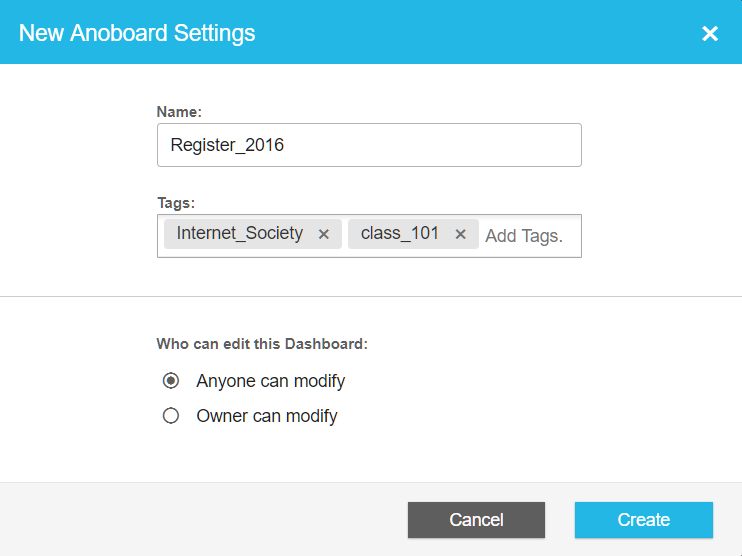 New Anoboard Settings ×
Name:
Register_2016
Tags:
Internet_Society × class_101 × Add Tags.
Who can edit this Dashboard:
Anyone can modify
Owner can modify
Cancel Create